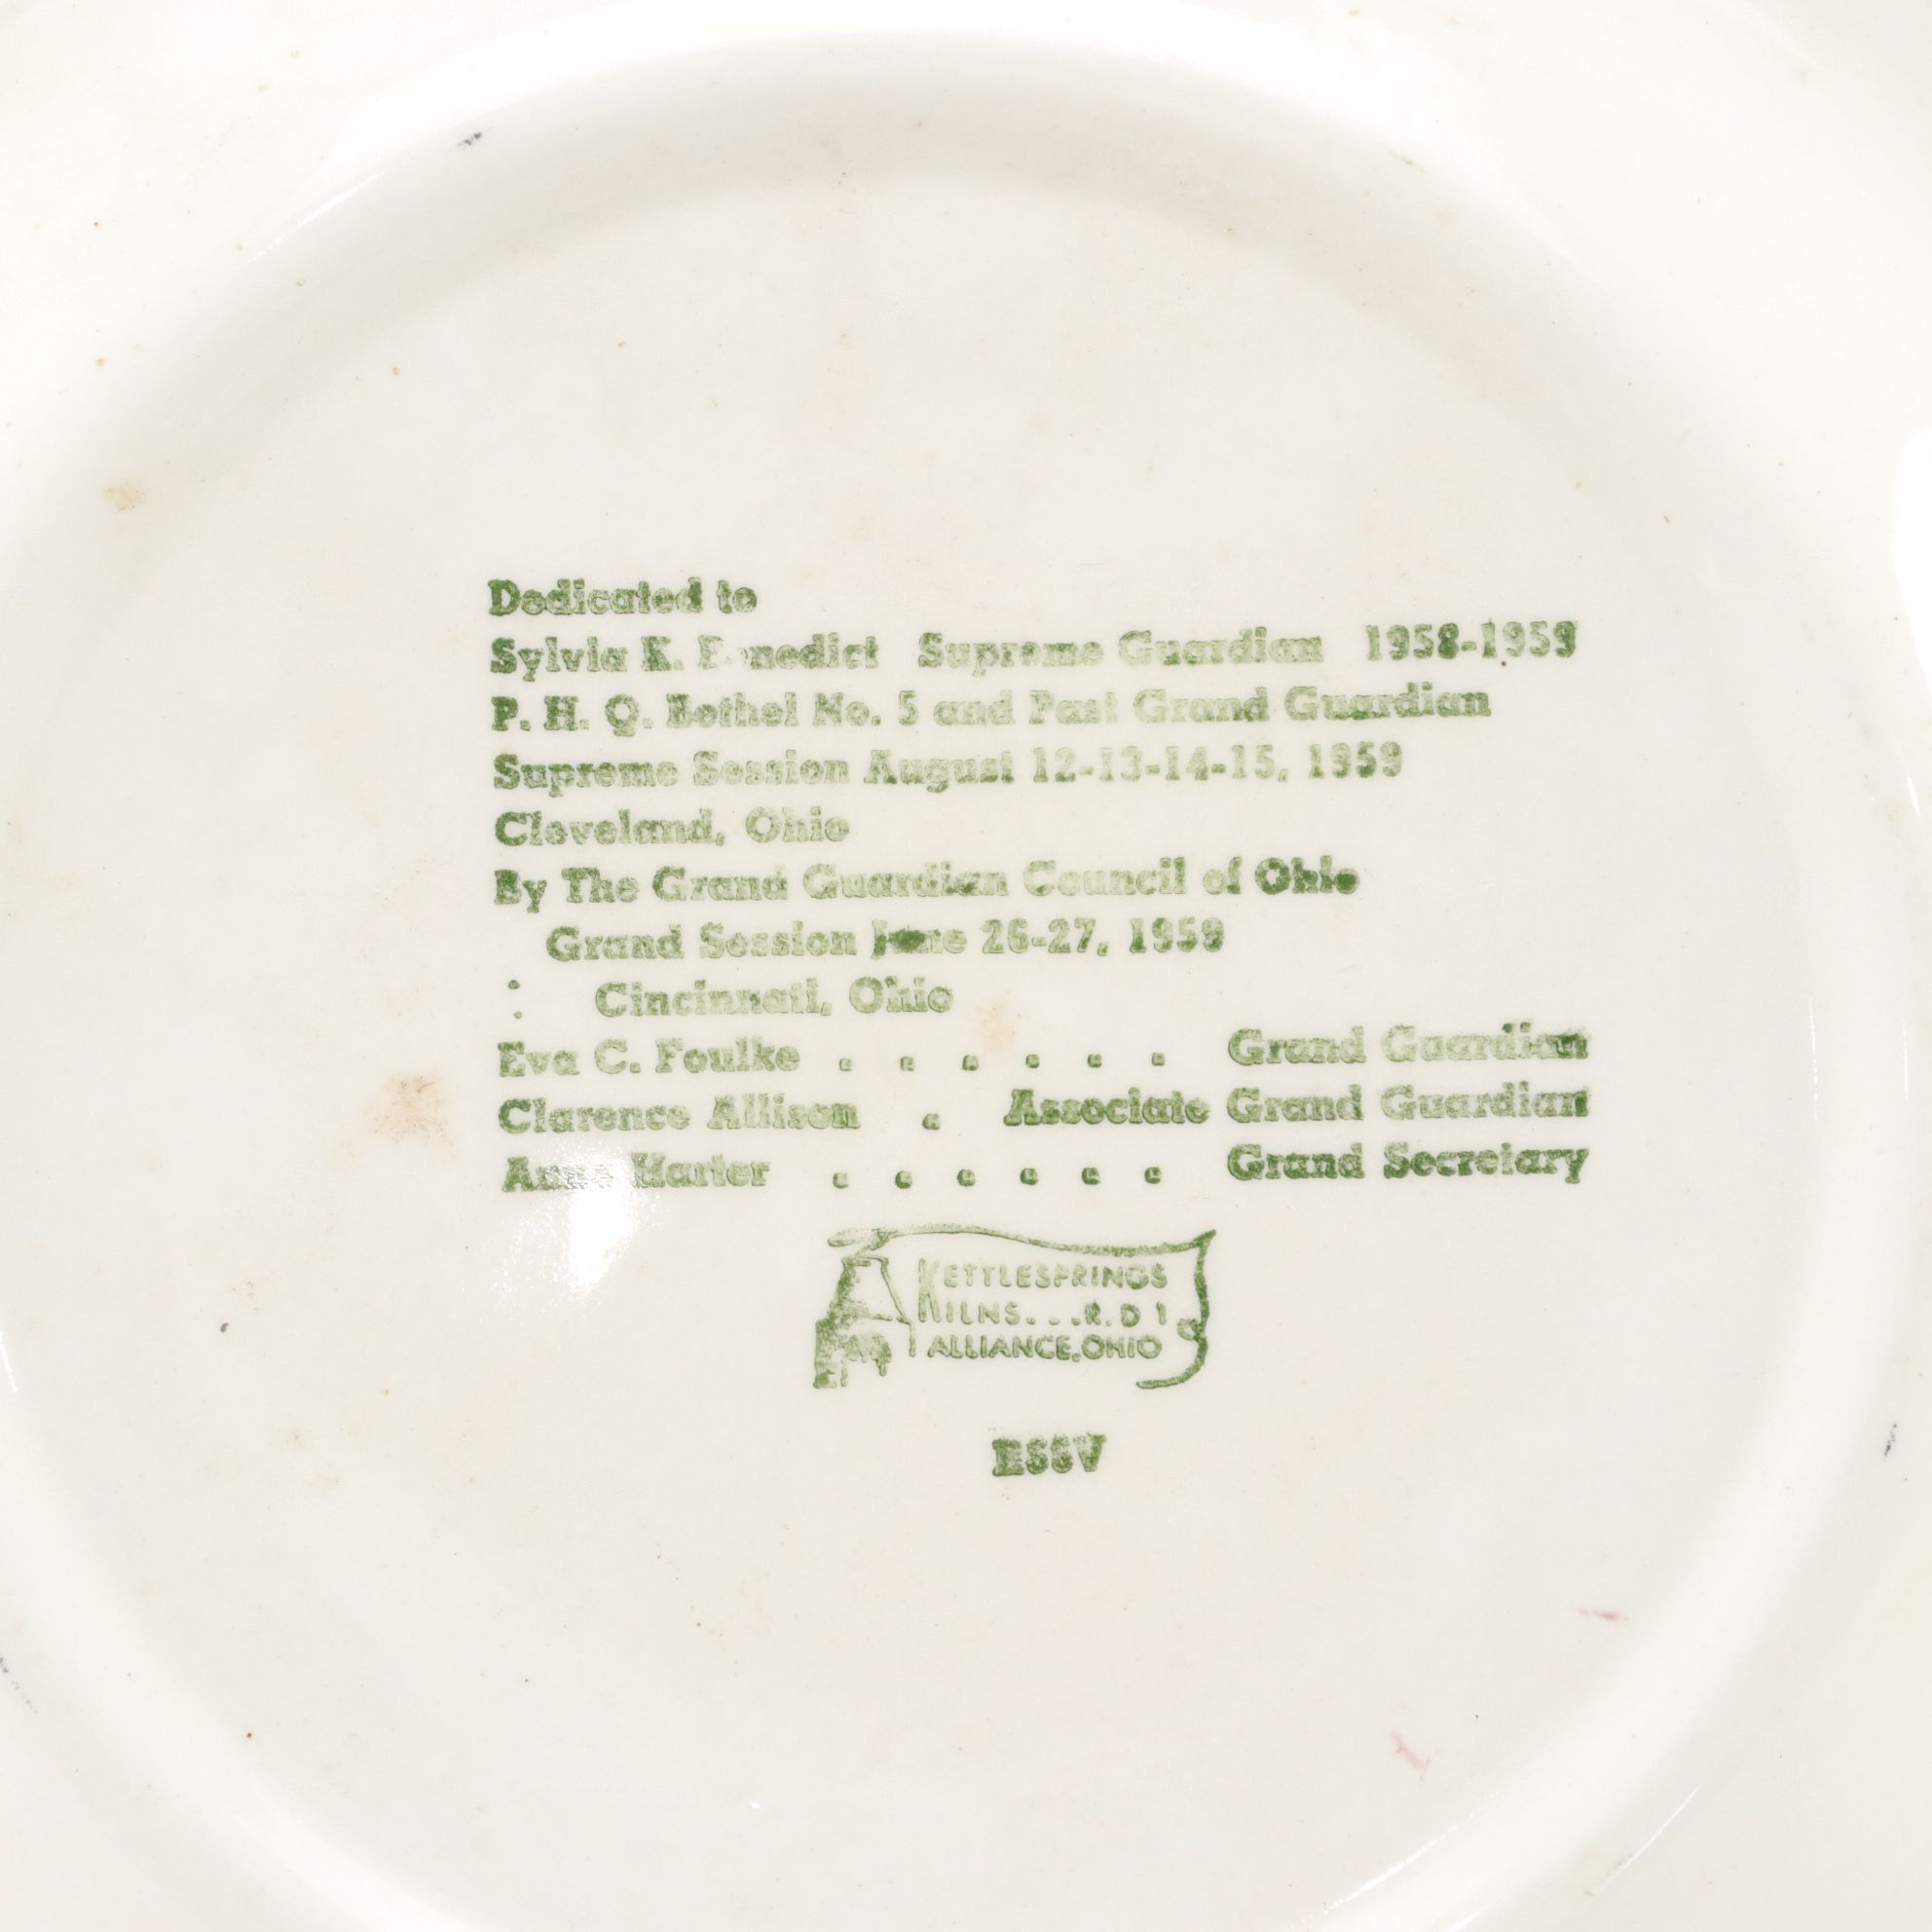 Dedicated to
Sylvia K. Benedict Supreme Guardian 1958-1959
P. H. Q. Bethel No. 5 and Past Grand Guardian
Supreme Session August 12-13-14-15, 1959
Cleveland, Ohio
By The Grand Guardian Council of Ohio
Grand Session June 26-27, 1959
: Cincinnati, Ohio
Eva C. Foulke . . . . . . Grand Guardian
Clarence Allison . Associate Grand Guardian
Anna Harter . . . . . . Grand Secretary
KETTLESPRINGS
KILNS...R.D 1
ALLIANCE, OHIO